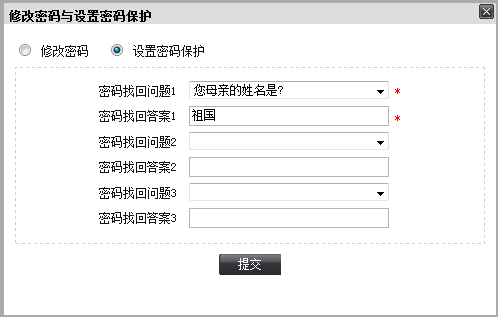 修改密码与设置密码保护
修改密码 设置密码保护
密码找回问题1 您母亲的姓名是? *
密码找回答案1 祖国 *
密码找回问题2
密码找回答案2
密码找回问题3
密码找回答案3
提交